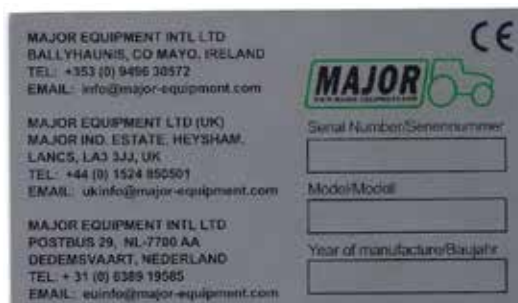 MAJOR EQUIPMENT INTL LTD
BALLYHAUNIS, CO MAYO, IRELAND
TEL: +353 (0) 9496 30572
EMAIL: info@major-equipment.com
MAJOR EQUIPMENT LTD (UK)
MAJOR IND. ESTATE, HEYSHAM,
LANCS, LA3 3JJ, UK
TEL: +44 (0) 1524 850501
EMAIL: ukinfo@major-equipment.com
MAJOR EQUIPMENT INTL LTD
POSTBUS 29, NL-7700 AA
DEDEMSVAART, NEDERLAND
TEL: + 31 (0) 6389 19585
EMAIL: euinfo@major-equipment.com
CE
MAJOR
Serial Number/Seriennummer
Model/Modell
Year of manufacture/Baujahr